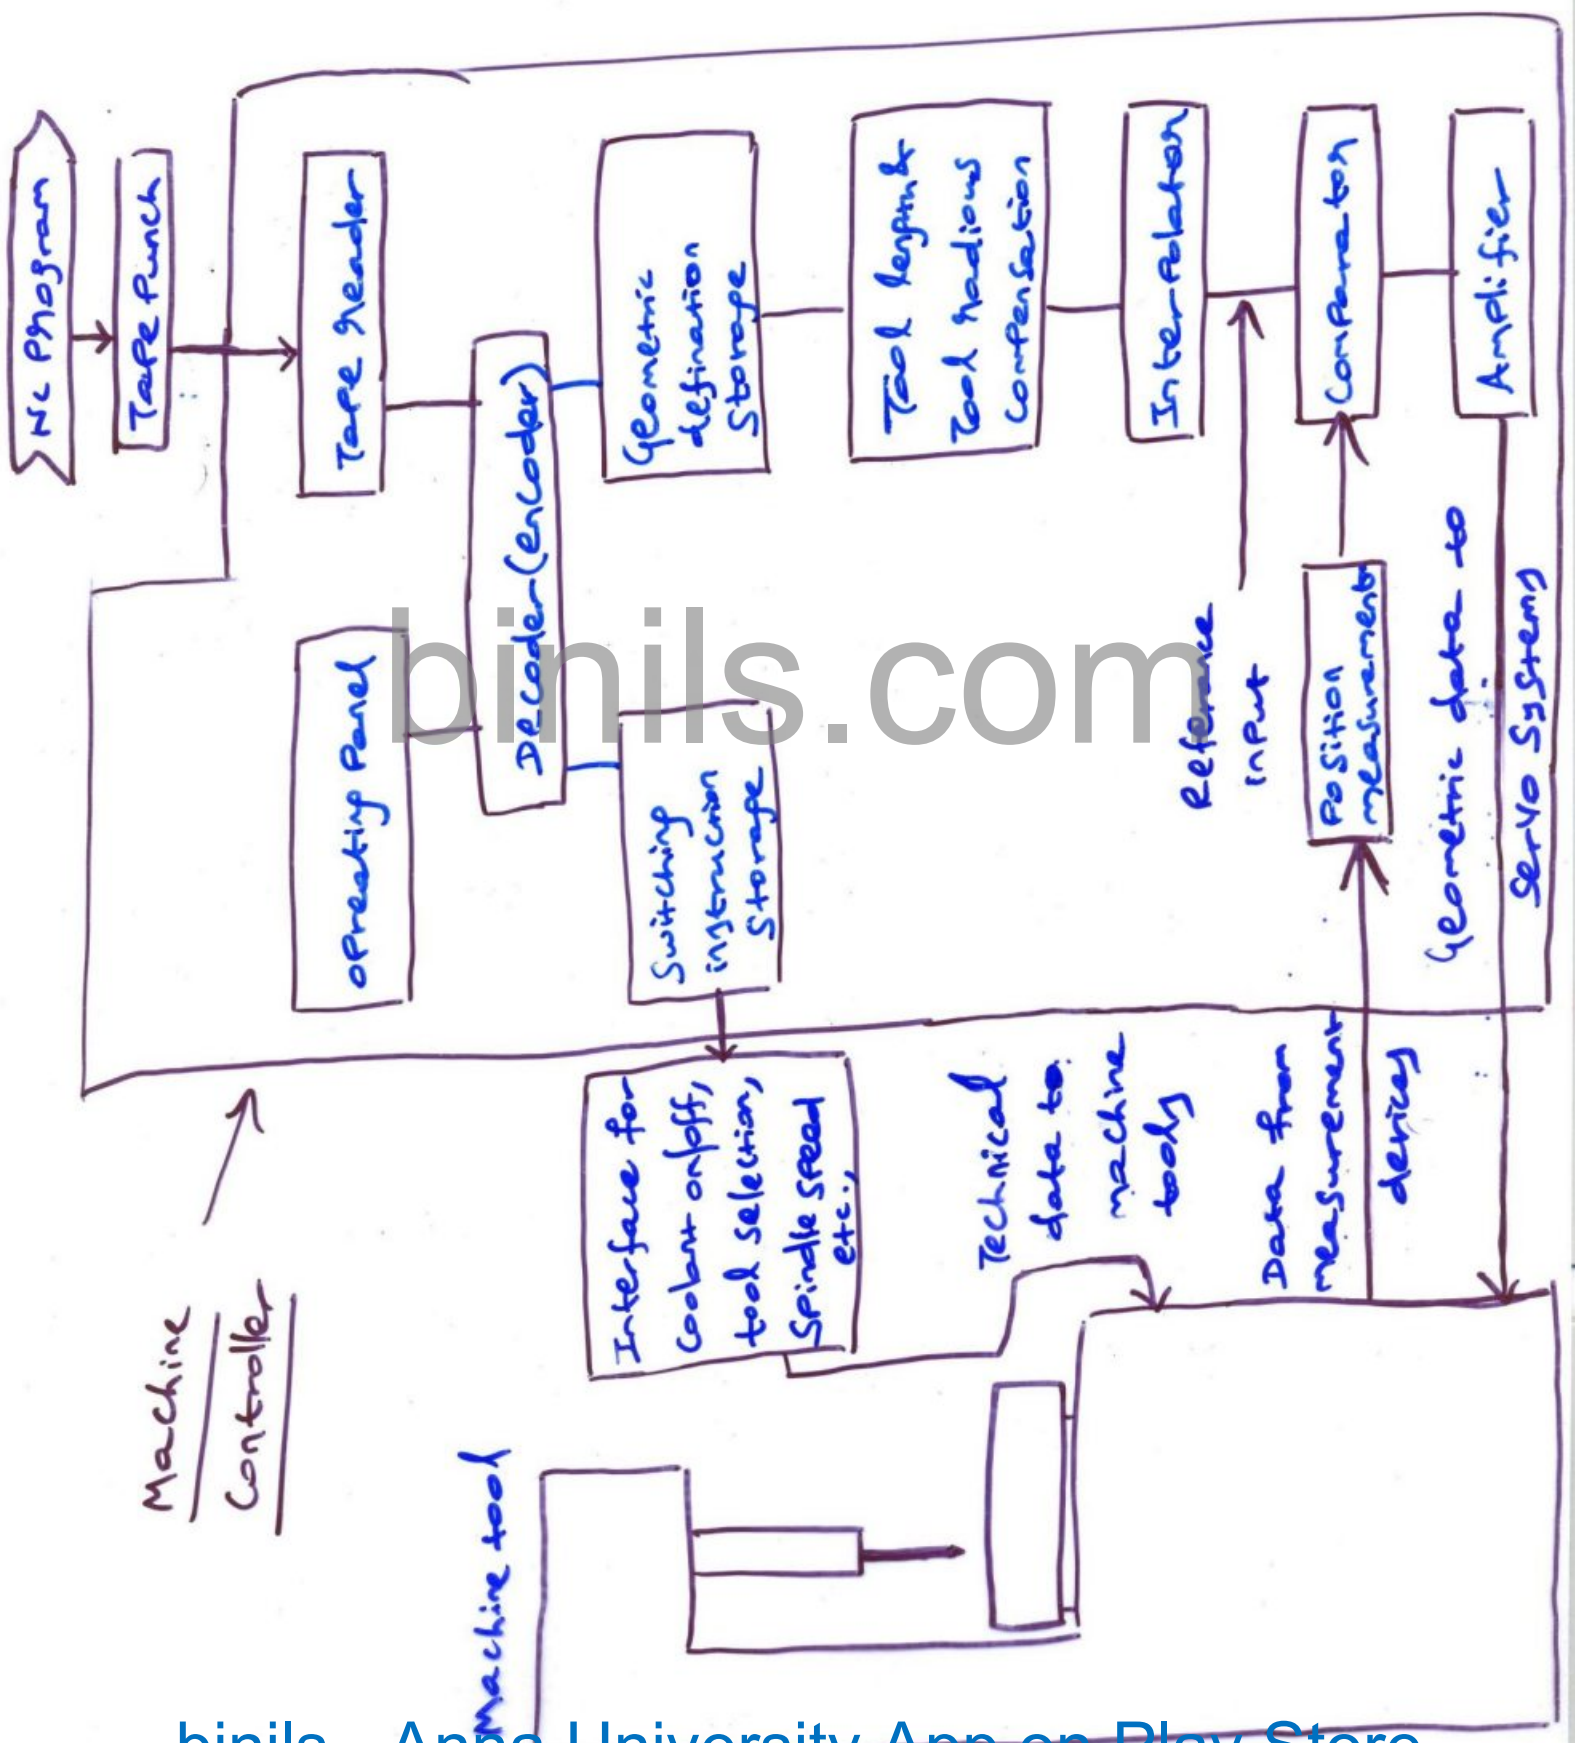 NC Program
Tape Punch
Tape reader
Operating Panel
Decoder (encoder)
Geometric
defination
Storage
Switching
instruction
Storage
Tool length &
Tool radious
Compensation
Interpolator
Reference
input
Comparator
Position
measurement
Amplifier
Geometric data to
Servo Systems
Interface for
Coolant on/off,
tool selection,
Spindle speed
etc.,
Technical
data to
machine
tools
Data from
measurement
devices
Machine
Controller
Machine tool
binils.com
binils - Anna University App on Play Store